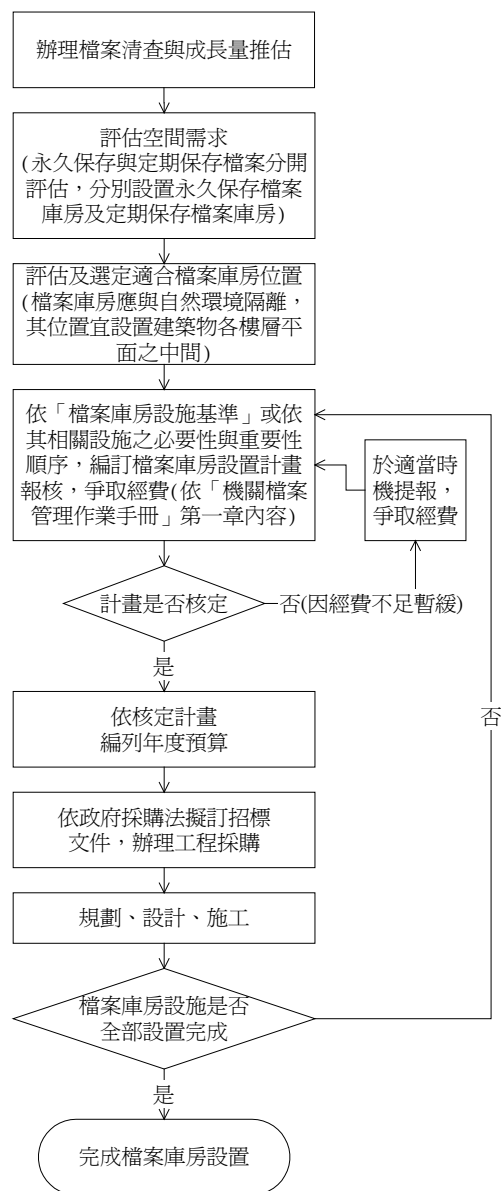 辦理檔案清查與成長量推估
評估空間需求
(永久保存與定期保存檔案分開
評估，分別設置永久保存檔案
庫房及定期保存檔案庫房)
評估及選定適合檔案庫房位置
(檔案庫房應與自然環境隔離，
其位置宜設置建築物各樓層平
面之中間)
依「檔案庫房設施基準」或依
其相關設施之必要性與重要性
順序，編訂檔案庫房設置計畫
報核，爭取經費(依「機關檔案
管理作業手冊」第一章內容)
於適當時
機提報，
爭取經費
計畫是否核定
否(因經費不足暫緩)
是
依核定計畫
編列年度預算
否
依政府採購法擬訂招標
文件，辦理工程採購
規劃、設計、施工
檔案庫房設施是否
全部設置完成
是
完成檔案庫房設置